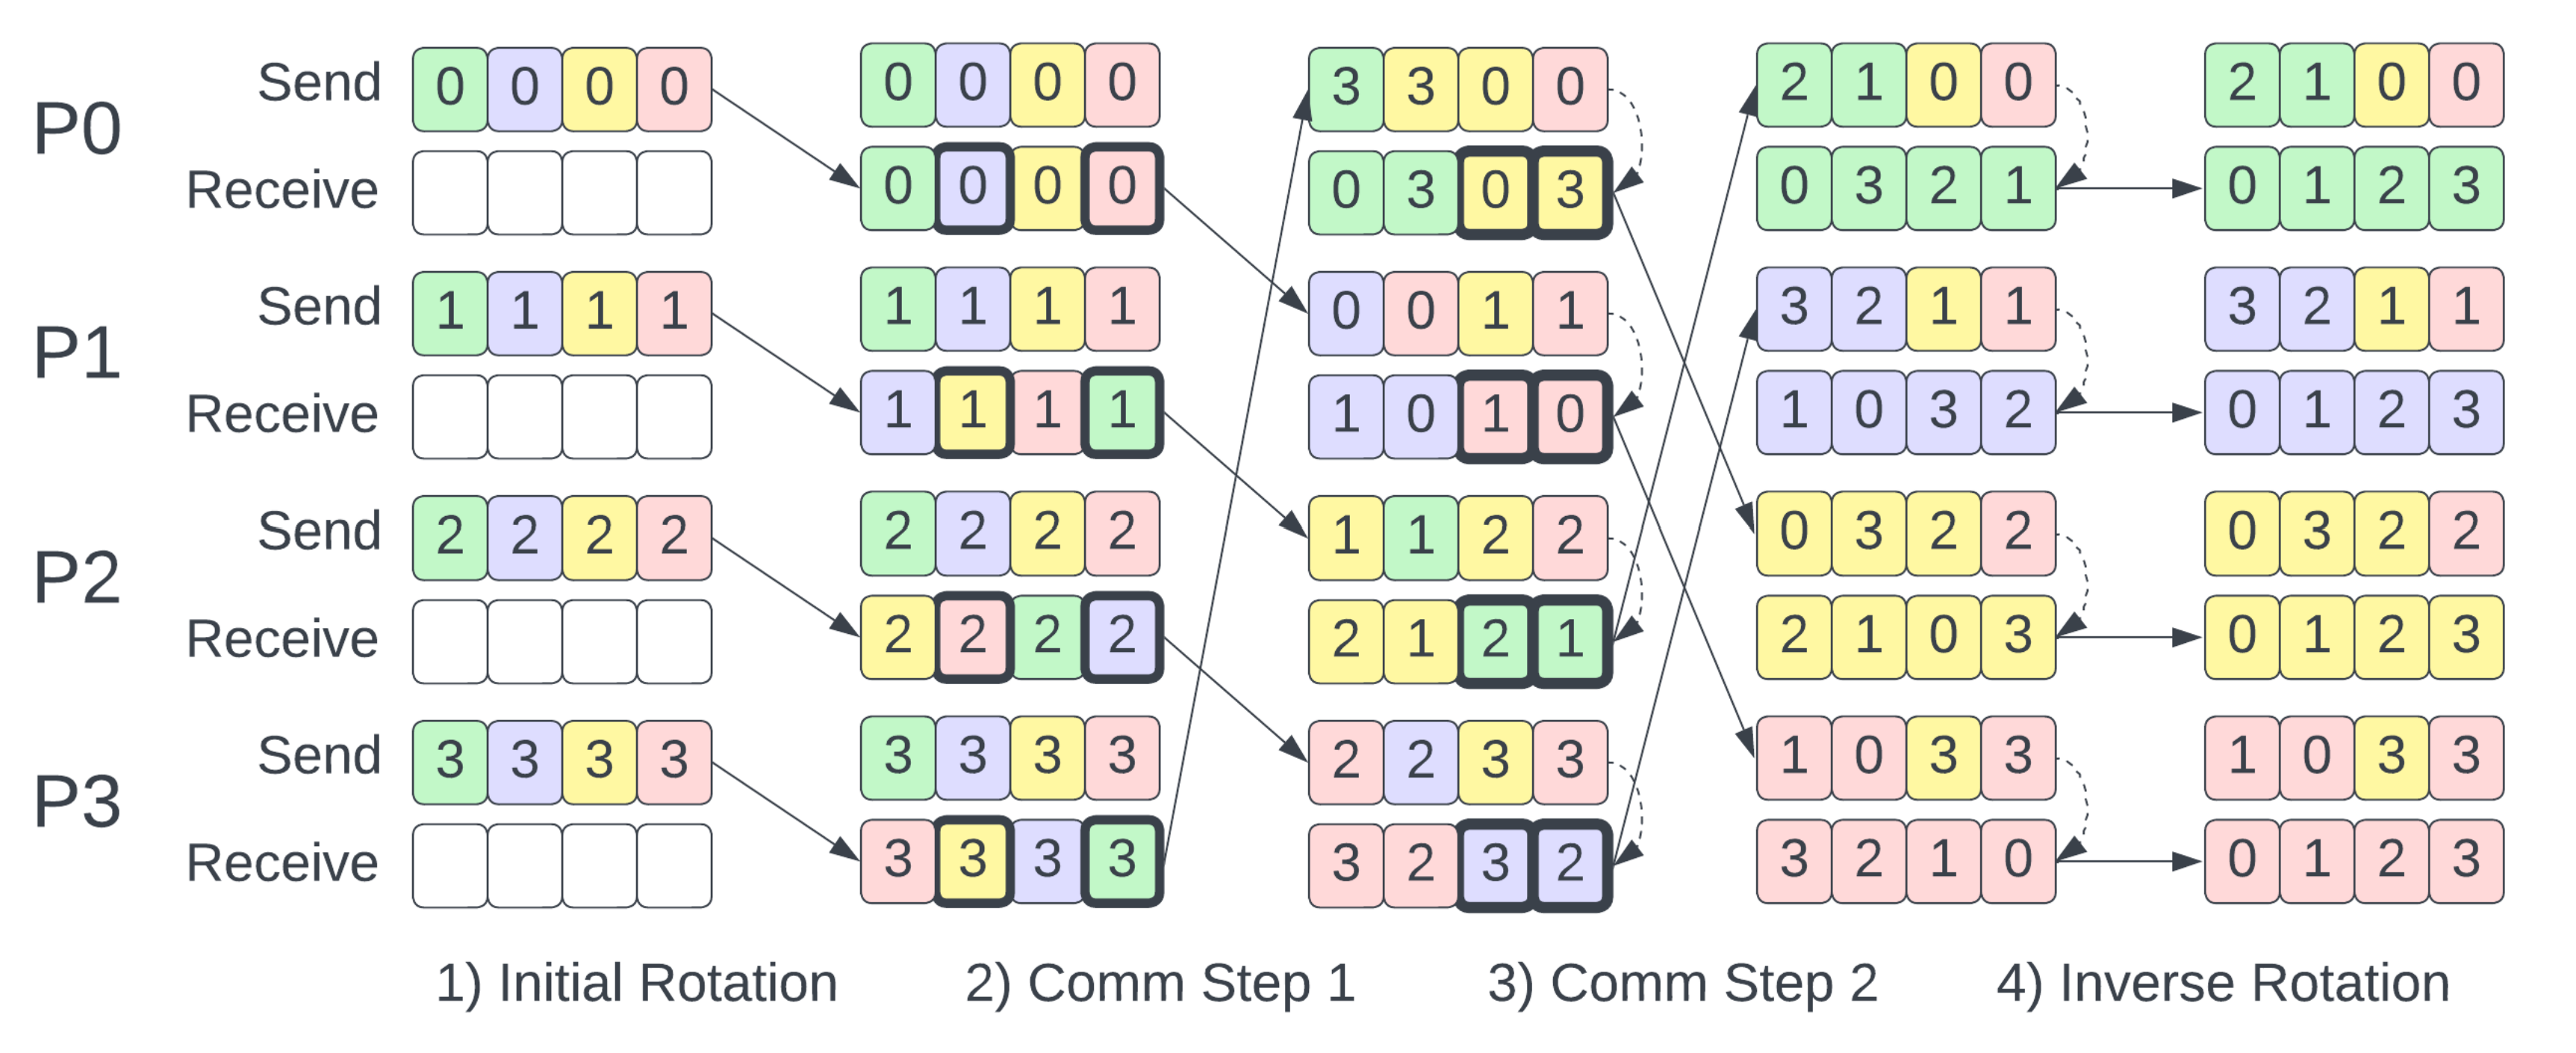 P0
Send 0 0 0 0 0 0 0 0 3 3 0 0 2 1 0 0 2 1 0 0
Receive 0 0 0 0 0 3 0 3 0 3 2 1 0 1 2 3
P1
Send 1 1 1 1 1 1 1 1 0 0 1 1 3 2 1 1 3 2 1 1
Receive 1 1 1 1 1 0 1 0 1 0 3 2 0 1 2 3
P2
Send 2 2 2 2 2 2 2 2 1 1 2 2 0 3 2 2 0 3 2 2
Receive 2 2 2 2 2 1 2 1 2 1 0 3 0 1 2 3
P3
Send 3 3 3 3 3 3 3 3 2 2 3 3 1 0 3 3 1 0 3 3
Receive 3 3 3 3 3 2 3 2 3 2 1 0 0 1 2 3
1) Initial Rotation 2) Comm Step 1 3) Comm Step 2 4) Inverse Rotation